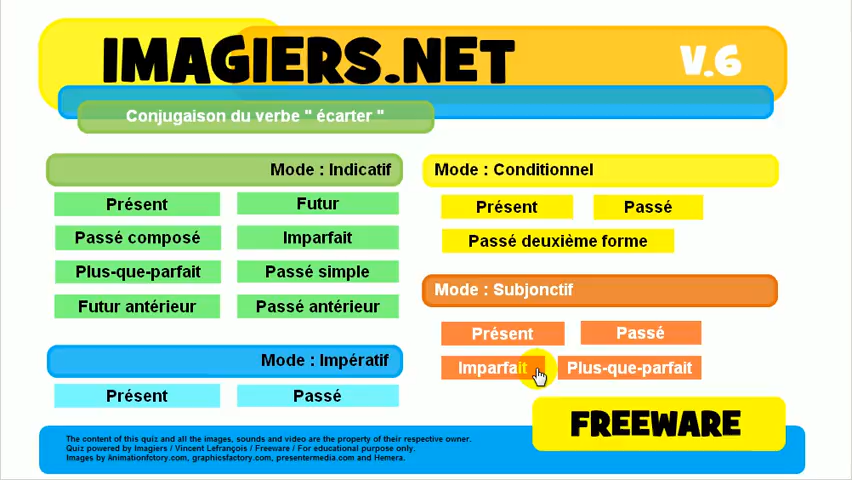 IMAGIERS.NET
V.6
Conjugaison du verbe " écarter "
Mode : Indicatif
Présent
Futur
Passé composé
Imparfait
Plus-que-parfait
Passé simple
Futur antérieur
Passé antérieur
Mode : Impératif
Présent
Passé
Mode : Conditionnel
Présent
Passé
Passé deuxième forme
Mode : Subjonctif
Présent
Passé
Imparfait
Plus-que-parfait
FREEWARE
The content of this quiz and all the images, sounds and video are the property of their respective owner.
Quiz powered by Imagiers / Vincent Lefrançois / Freeware / For educational purpose only.
Images by Animationfctory.com, graphicsfactory.com, presentermedia.com and Hemera.